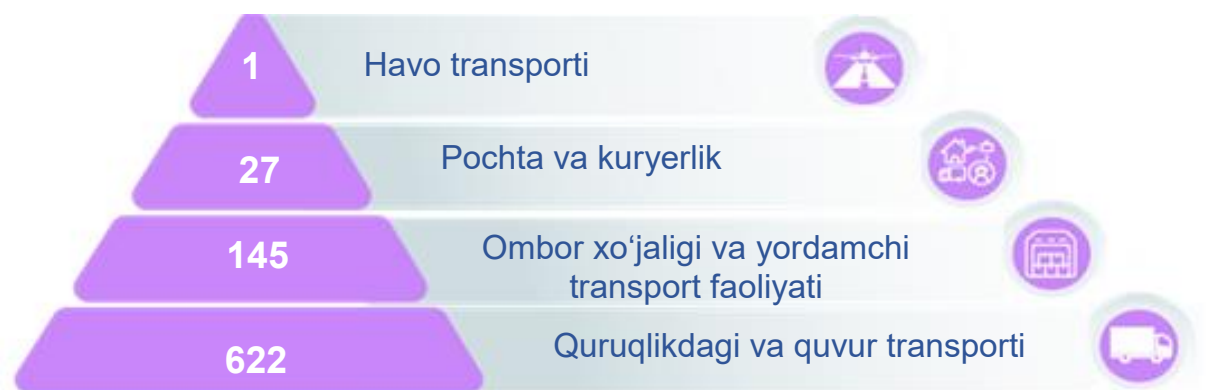 1 Havo transporti
27 Pochta va kuryerlik
145 Ombor xo‘jaligi va yordamchi
transport faoliyati
622 Quruqlikdagi va quvur transporti